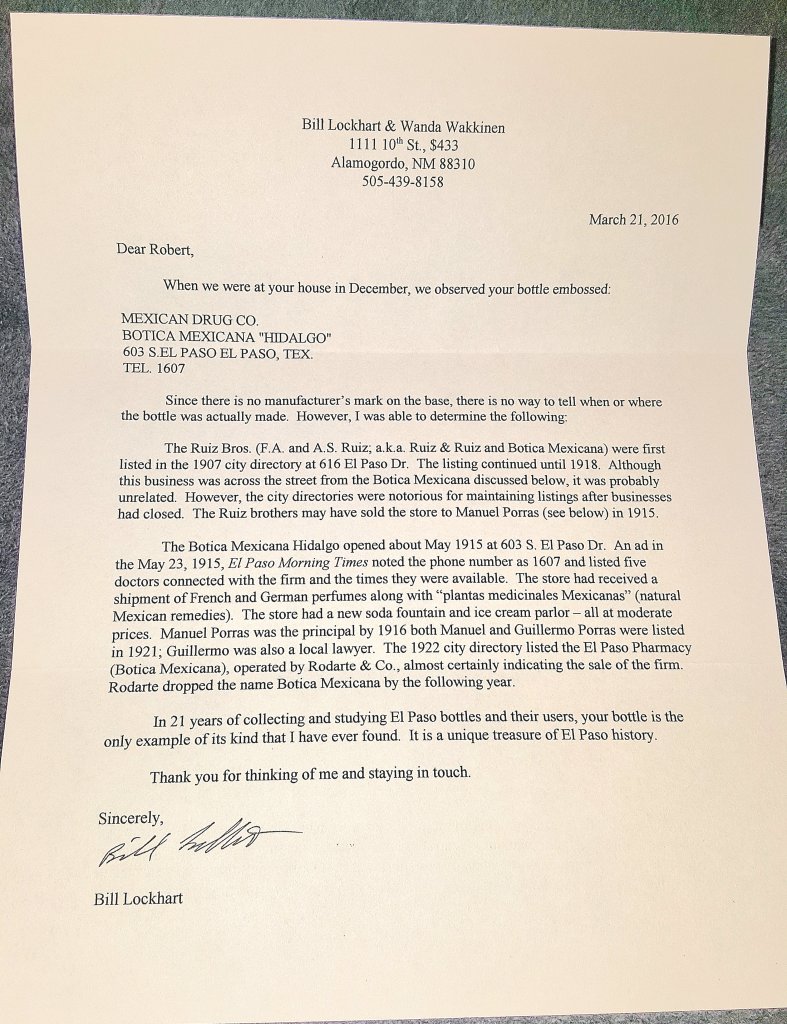 Bill Lockhart & Wanda Wakkinen
1111 10th St., $433
Alamogordo, NM 88310
505-439-8158
March 21, 2016
Dear Robert,
When we were at your house in December, we observed your bottle embossed:
MEXICAN DRUG CO.
BOTICA MEXICANA "HIDALGO"
603 S.EL PASO EL PASO, TEX.
TEL. 1607
Since there is no manufacturer's mark on the base, there is no way to tell when or where
the bottle was actually made. However, I was able to determine the following:
The Ruiz Bros. (F.A. and A.S. Ruiz; a.k.a. Ruiz & Ruiz and Botica Mexicana) were first
listed in the 1907 city directory at 616 El Paso Dr. The listing continued until 1918. Although
this business was across the street from the Botica Mexicana discussed below, it was probably
unrelated. However, the city directories were notorious for maintaining listings after businesses
had closed. The Ruiz brothers may have sold the store to Manuel Porras (see below) in 1915.
The Botica Mexicana Hidalgo opened about May 1915 at 603 S. El Paso Dr. An ad in
the May 23, 1915, El Paso Morning Times noted the phone number as 1607 and listed five
doctors connected with the firm and the times they were available. The store had received a
shipment of French and German perfumes along with "plantas medicinales Mexicanas" (natural
Mexican remedies). The store had a new soda fountain and ice cream parlor – all at moderate
prices. Manuel Porras was the principal by 1916 both Manuel and Guillermo Porras were listed
in 1921; Guillermo was also a local lawyer. The 1922 city directory listed the El Paso Pharmacy
(Botica Mexicana), operated by Rodarte & Co., almost certainly indicating the sale of the firm.
Rodarte dropped the name Botica Mexicana by the following year.
In 21 years of collecting and studying El Paso bottles and their users, your bottle is the
only example of its kind that I have ever found. It is a unique treasure of El Paso history.
Thank you for thinking of me and staying in touch.
Sincerely,
Bill Lockhart
Bill Lockhart